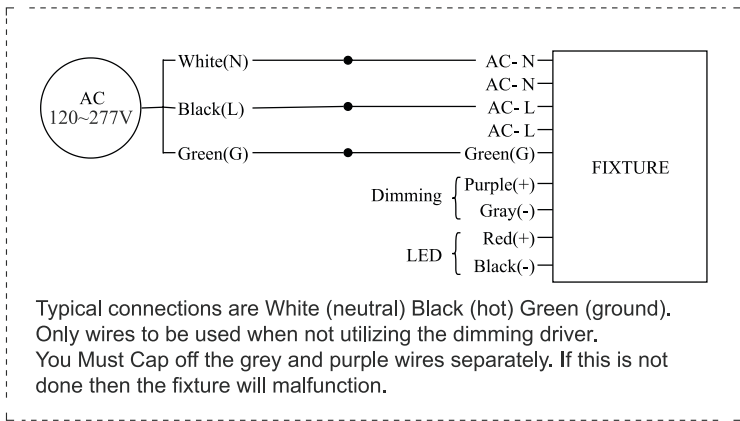 White(N)
AC- N
AC- N
AC
120~277V
Black(L)
AC- L
AC- L
Green(G)
Green(G)
FIXTURE
Dimming
Purple(+)
Gray(-)
LED
Red(+)
Black(-)
Typical connections are White (neutral) Black (hot) Green (ground).
Only wires to be used when not utilizing the dimming driver.
You Must Cap off the grey and purple wires separately. If this is not
done then the fixture will malfunction.